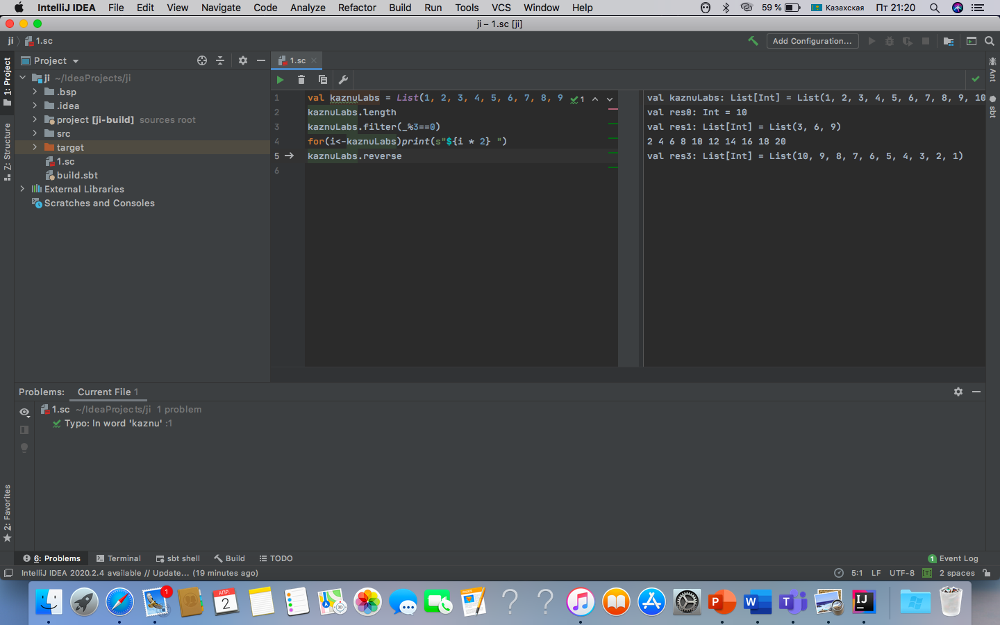 IntelliJ IDEA File Edit View Navigate Code Analyze Refactor Build Run Tools VCS Window Help 59 % Казахская Пт 21:20
ji – 1.sc [ji]
ji 1.sc Add Configuration...
1: Project
Project
1.sc
Ant
ji ~/IdeaProjects/ji
.bsp
.idea
project [ji-build] sources root
src
target
1.sc
build.sbt
External Libraries
Scratches and Consoles
sbt
Z: Structure
1
1 val kaznuLabs = List(1, 2, 3, 4, 5, 6, 7, 8, 9
2 kaznuLabs.length
3 kaznuLabs.filter(_%3==0)
4 for(i<-kaznuLabs)print(s"${i * 2} ")
5 kaznuLabs.reverse
6
val kaznuLabs: List[Int] = List(1, 2, 3, 4, 5, 6, 7, 8, 9, 10
val res0: Int = 10
val res1: List[Int] = List(3, 6, 9)
2 4 6 8 10 12 14 16 18 20
val res3: List[Int] = List(10, 9, 8, 7, 6, 5, 4, 3, 2, 1)
Problems: Current File 1
1.sc ~/IdeaProjects/ji 1 problem
Typo: In word 'kaznu' :1
2: Favorites
6: Problems Terminal sbt shell Build TODO 1 Event Log
IntelliJ IDEA 2020.2.4 available // Update... (19 minutes ago) 5:1 LF UTF-8 2 spaces
1
АПР.
2
30
PAGES
P
W
T
IJ